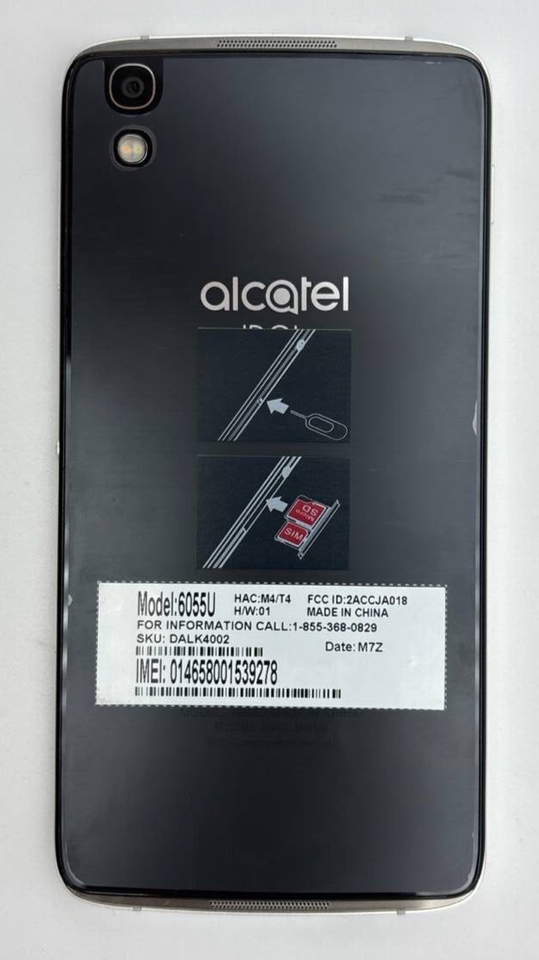 alcatel
Micro
SD
SIM
Model:6055U HAC:M4/T4 FCC ID:2ACCJA018
H/W:01 MADE IN CHINA
FOR INFORMATION CALL:1-855-368-0829
SKU: DALK4002 Date: M7Z
IMEI: 014658001539278